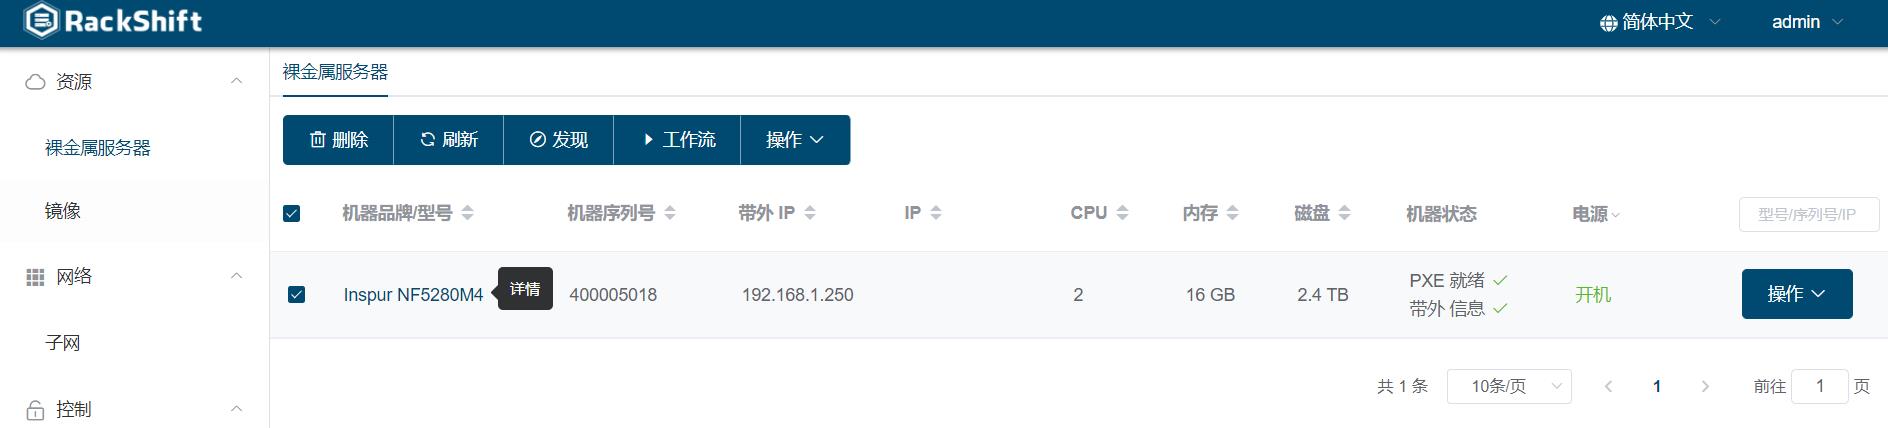 RackShift
简体中文
admin
资源
裸金属服务器
镜像
网络
子网
控制
裸金属服务器
删除 刷新 发现 工作流 操作
机器品牌/型号 机器序列号 带外 IP IP CPU 内存 磁盘 机器状态 电源 型号/序列号/IP
Inspur NF5280M4 详情 400005018 192.168.1.250 2 16 GB 2.4 TB PXE 就绪 开机 操作
带外 信息
共 1 条 10条/页 1 前往 1 页